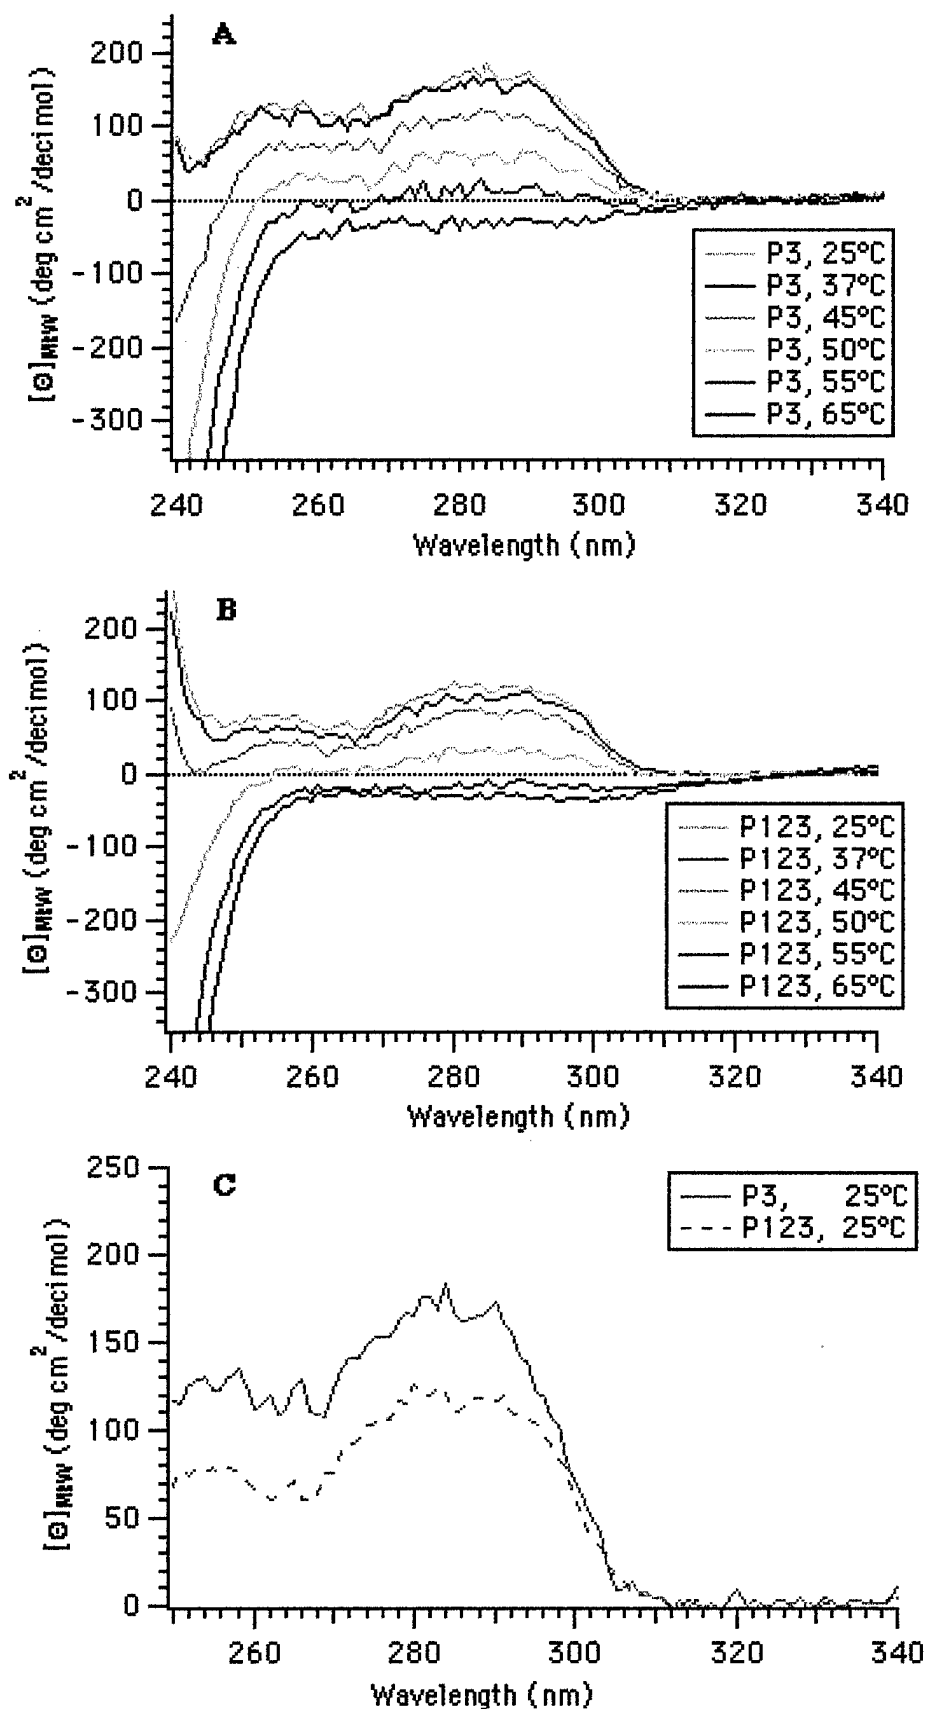 A
200
100
0
-100
-200
-300
[Θ]MRW (deg cm2/decimol)
P3, 25°C
P3, 37°C
P3, 45°C
P3, 50°C
P3, 55°C
P3, 65°C
240 260 280 300 320 340
Wavelength (nm)
B
200
100
0
-100
-200
-300
[Θ]MRW (deg cm2/decimol)
P123, 25°C
P123, 37°C
P123, 45°C
P123, 50°C
P123, 55°C
P123, 65°C
240 260 280 300 320 340
Wavelength (nm)
C
250
200
150
100
50
0
[Θ]MRW (deg cm2/decimol)
P3, 25°C
P123, 25°C
260 280 300 320 340
Wavelength (nm)